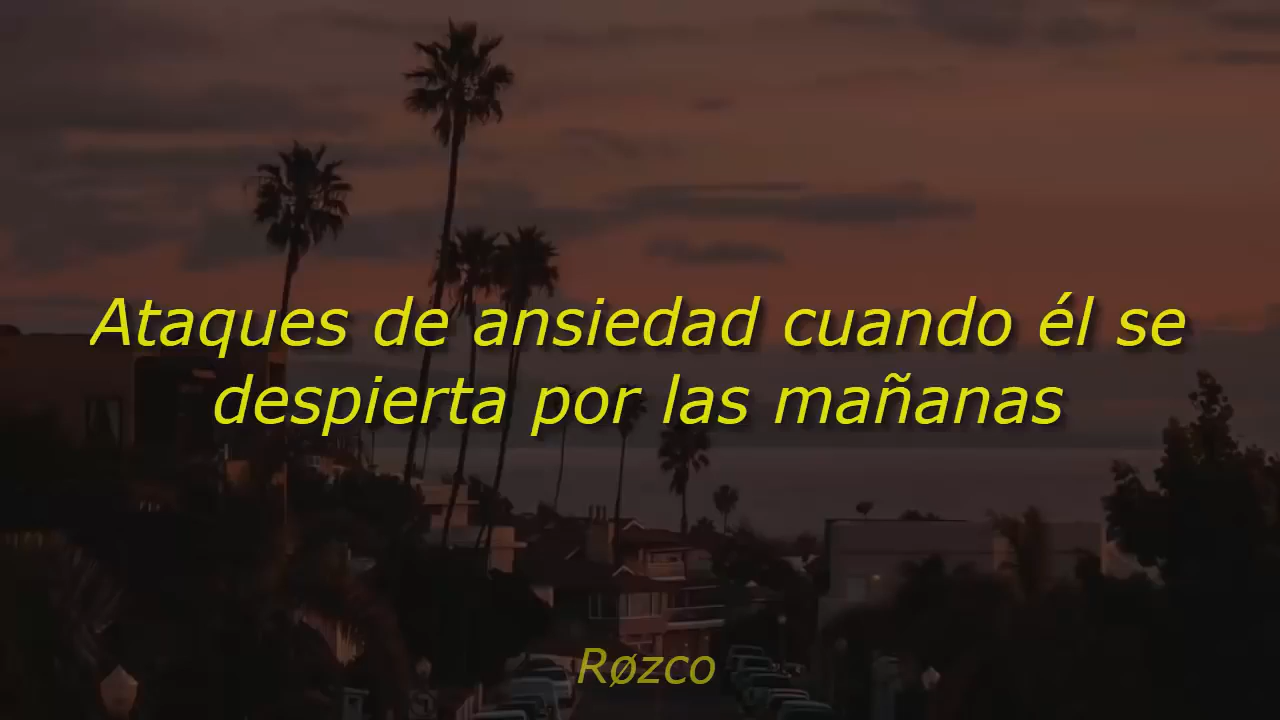 Ataques de ansiedad cuando él se
despierta por las mañanas
Røzco